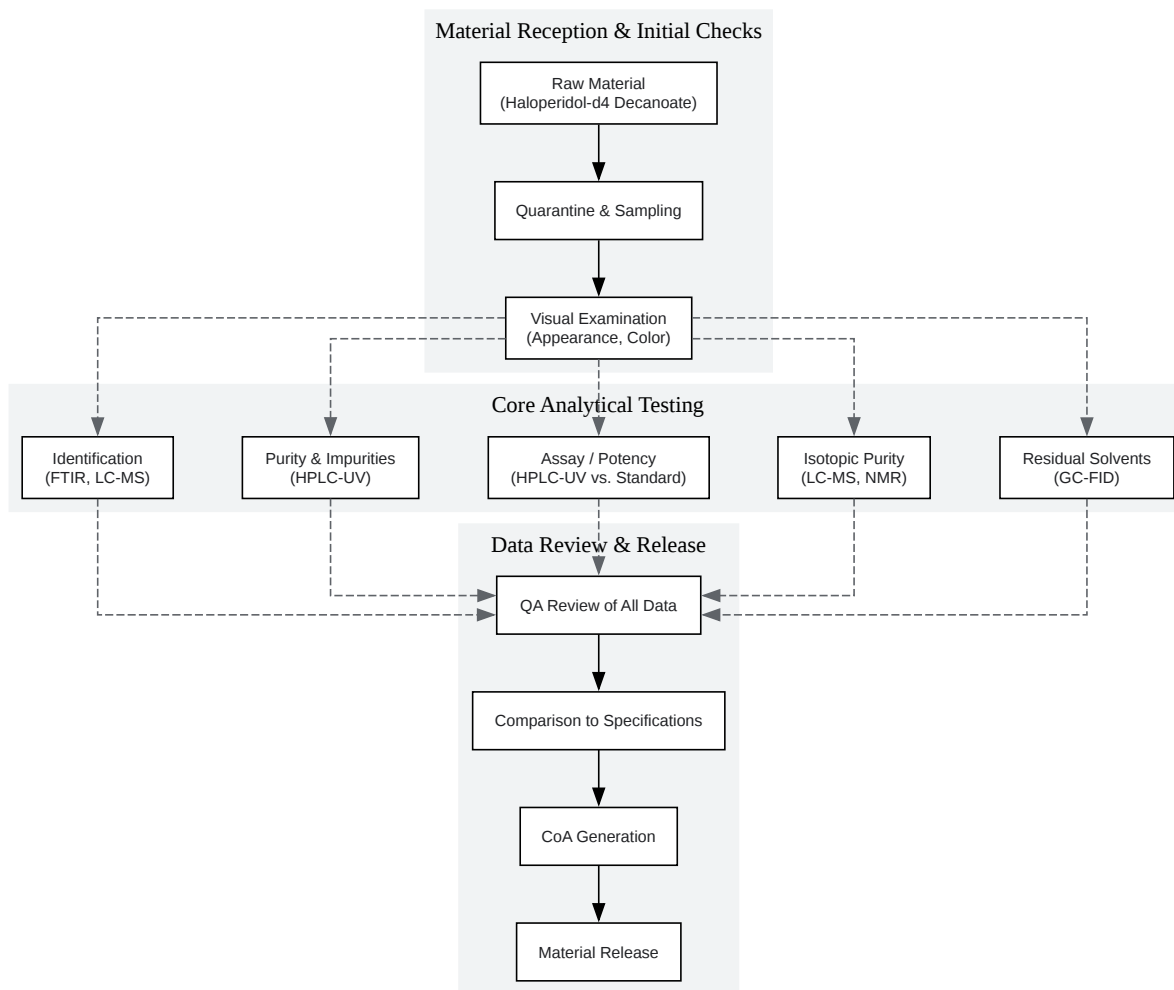 Material Reception & Initial Checks
Raw Material
(Haloperidol-d4 Decanoate)
Quarantine & Sampling
Visual Examination
(Appearance, Color)
Core Analytical Testing
Identification
(FTIR, LC-MS)
Purity & Impurities
(HPLC-UV)
Assay / Potency
(HPLC-UV vs. Standard)
Isotopic Purity
(LC-MS, NMR)
Residual Solvents
(GC-FID)
Data Review & Release
QA Review of All Data
Comparison to Specifications
CoA Generation
Material Release